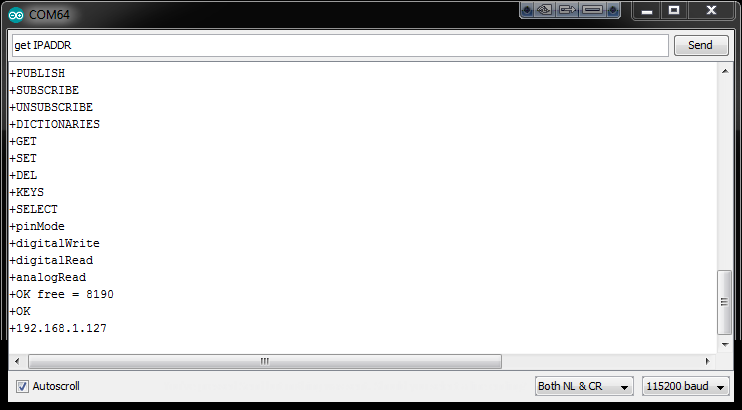 COM64
get IPADDR
Send
+PUBLISH
+SUBSCRIBE
+UNSUBSCRIBE
+DICTIONARIES
+GET
+SET
+DEL
+KEYS
+SELECT
+pinMode
+digitalWrite
+digitalRead
+analogRead
+OK free = 8190
+OK
+192.168.1.127
Autoscroll
Both NL & CR
115200 baud